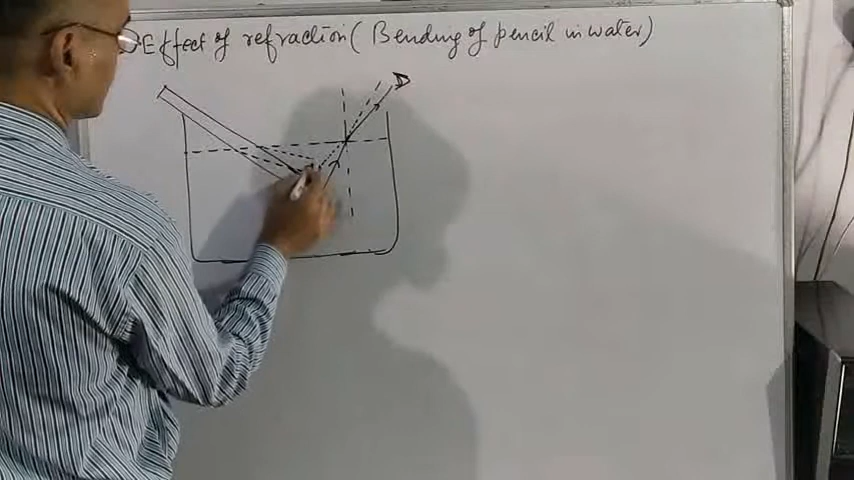 Effect of refraction ( Bending of pencil in water )